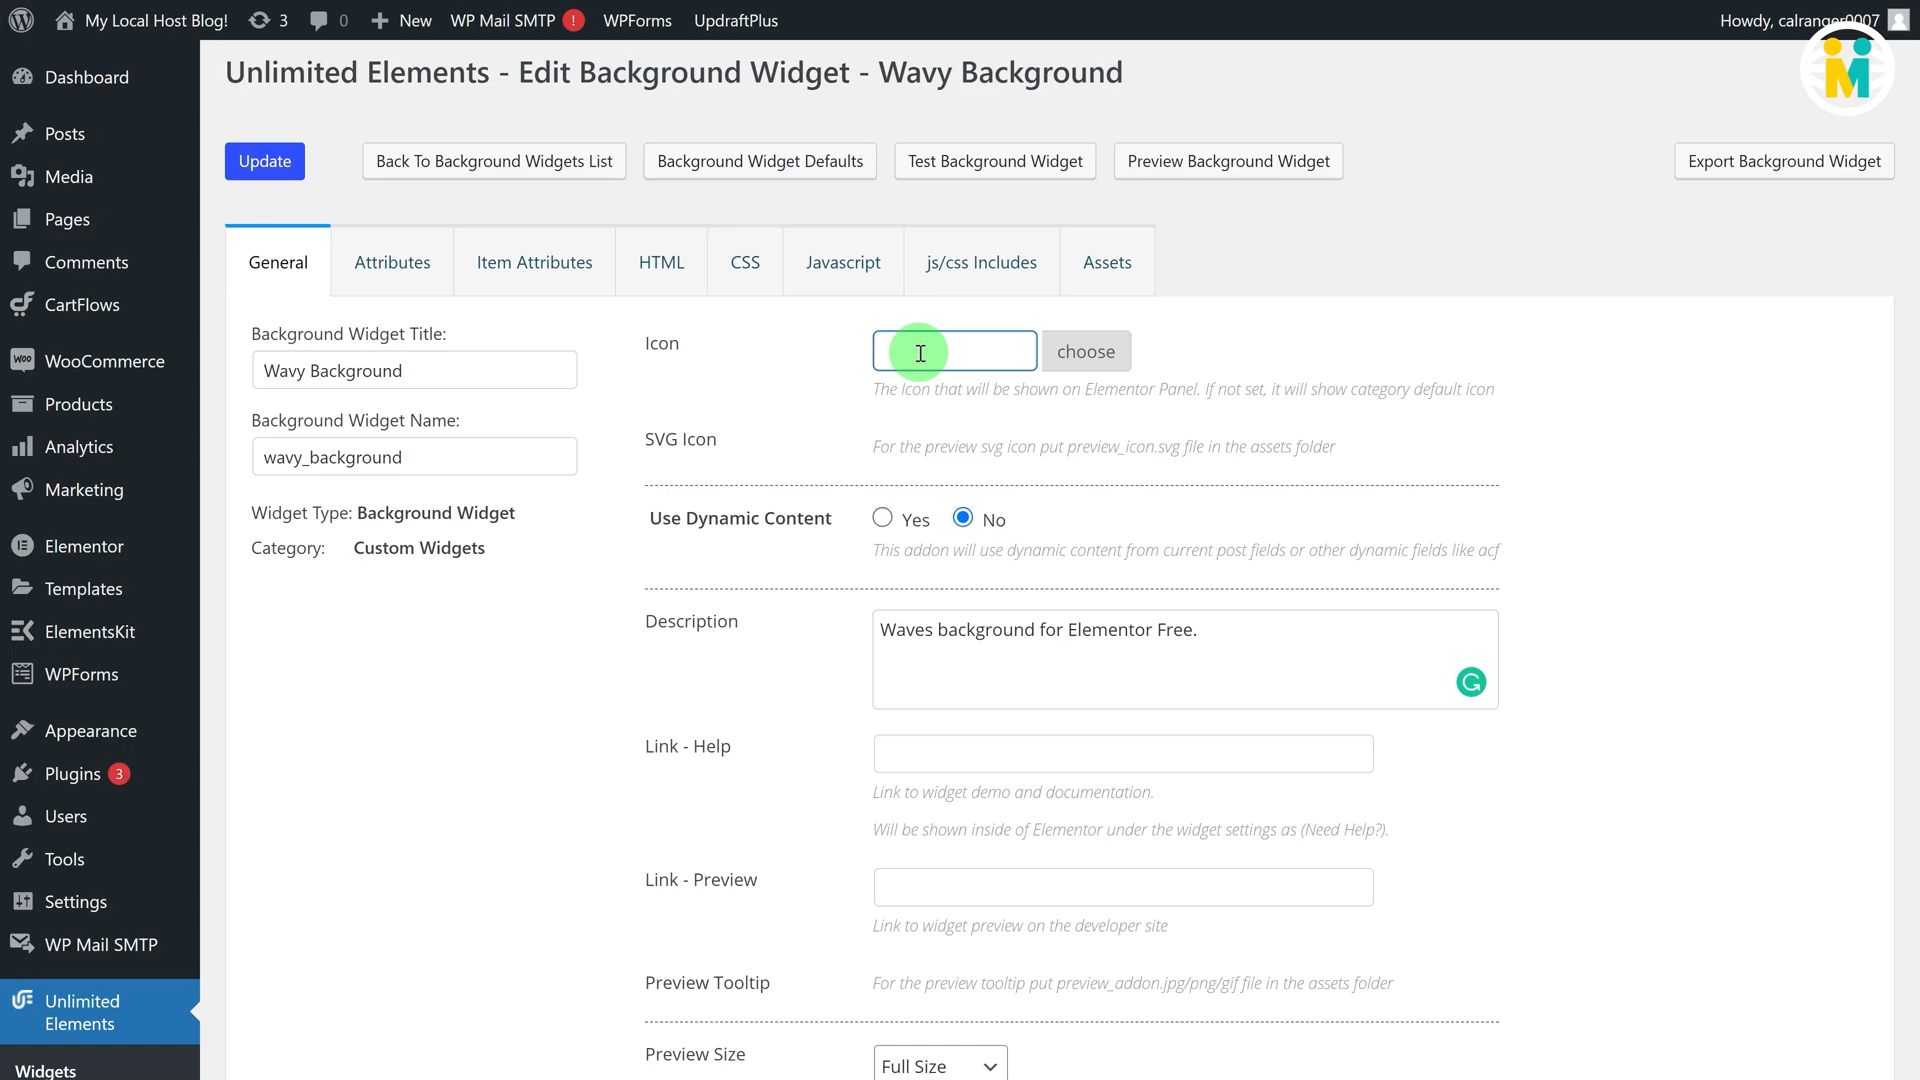 My Local Host Blog! 3 0 New WP Mail SMTP ! WPForms UpdraftPlus Howdy, calranger0007
Dashboard
Posts
Media
Pages
Comments
CartFlows
WooCommerce
Products
Analytics
Marketing
Elementor
Templates
ElementsKit
WPForms
Appearance
Plugins 3
Users
Tools
Settings
WP Mail SMTP
Unlimited
Elements
Widgets
Unlimited Elements - Edit Background Widget - Wavy Background
Update Back To Background Widgets List Background Widget Defaults Test Background Widget Preview Background Widget Export Background Widget
General Attributes Item Attributes HTML CSS Javascript js/css Includes Assets
Background Widget Title:
Wavy Background
Background Widget Name:
wavy_background
Widget Type: Background Widget
Category: Custom Widgets
Icon choose
The Icon that will be shown on Elementor Panel. If not set, it will show category default icon
SVG Icon For the preview svg icon put preview_icon.svg file in the assets folder
Use Dynamic Content Yes No
This addon will use dynamic content from current post fields or other dynamic fields like acf
Description Waves background for Elementor Free.
Link - Help
Link to widget demo and documentation.
Will be shown inside of Elementor under the widget settings as (Need Help?).
Link - Preview
Link to widget preview on the developer site
Preview Tooltip For the preview tooltip put preview_addon.jpg/png/gif file in the assets folder
Preview Size Full Size